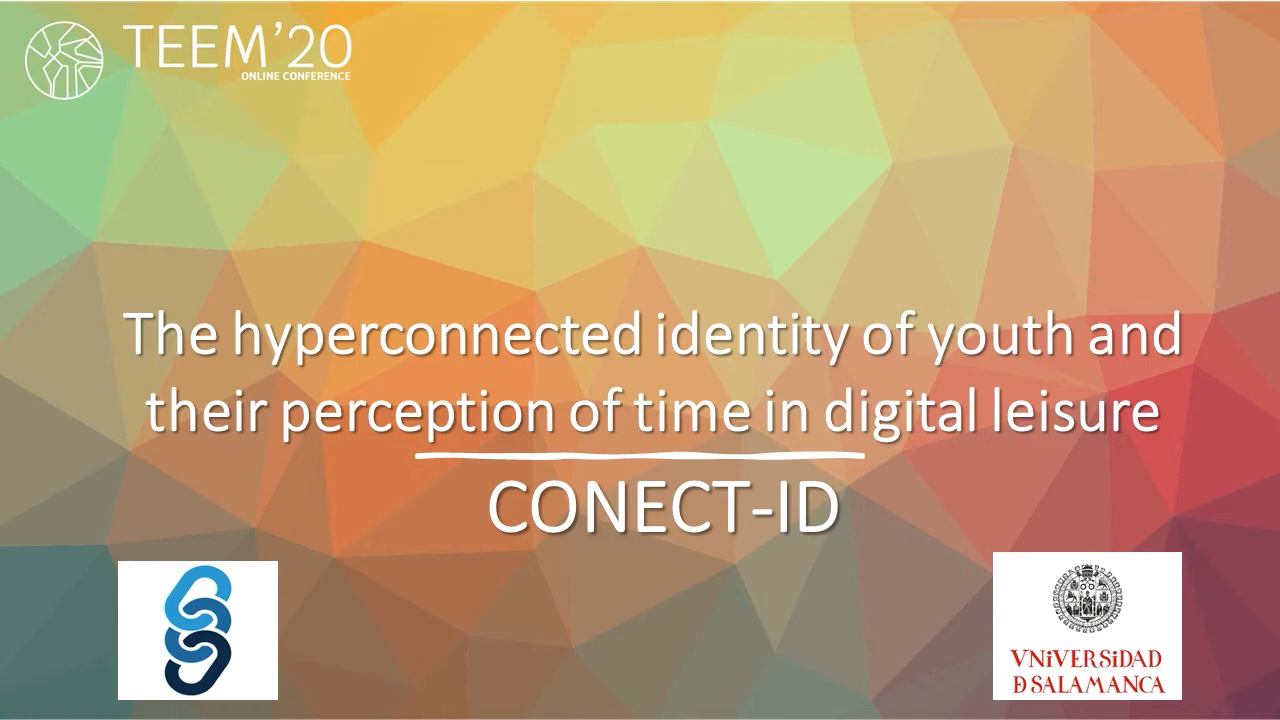 TEEM'20
ONLINE CONFERENCE
The hyperconnected identity of youth and
their perception of time in digital leisure
CONECT-ID
VNiVERSiDAD
D SALAMANCA